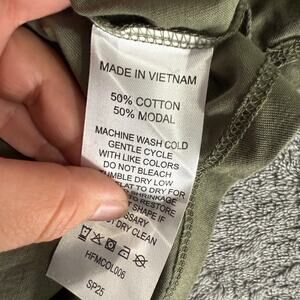 MADE IN VIETNAM
50% COTTON
50% MODAL
MACHINE WASH COLD
GENTLE CYCLE
WITH LIKE COLORS
DO NOT BLEACH
TUMBLE DRY LOW
FLAT TO DRY FOR
SHRINKAGE
TO RESTORE
SHAPE IF
DRY CLEAN
HFMCOL006
SP25